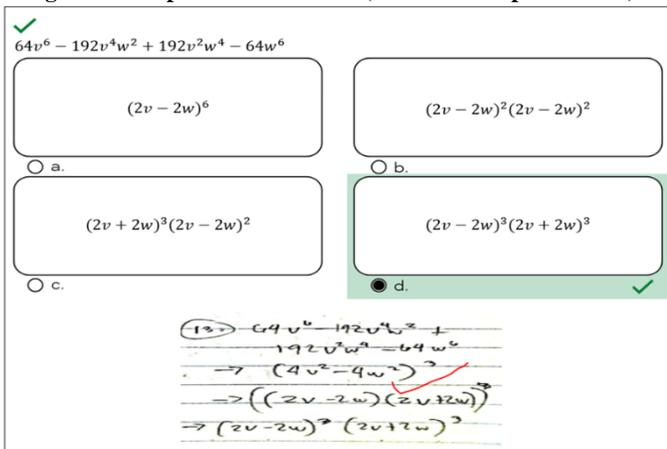 64v⁶ − 192v⁴w² + 192v²w⁴ − 64w⁶
(2v − 2w)⁶
(2v − 2w)²(2v − 2w)²
a.
b.
(2v + 2w)³(2v − 2w)²
(2v − 2w)³(2v + 2w)³
c.
d.
13) 64v⁶ − 192v⁴w² +
192v²w⁴ − 64w⁶
→ (4v² − 4w²)³
→ ((2v − 2w)(2v + 2w))³
→ (2v − 2w)³ (2v + 2w)³